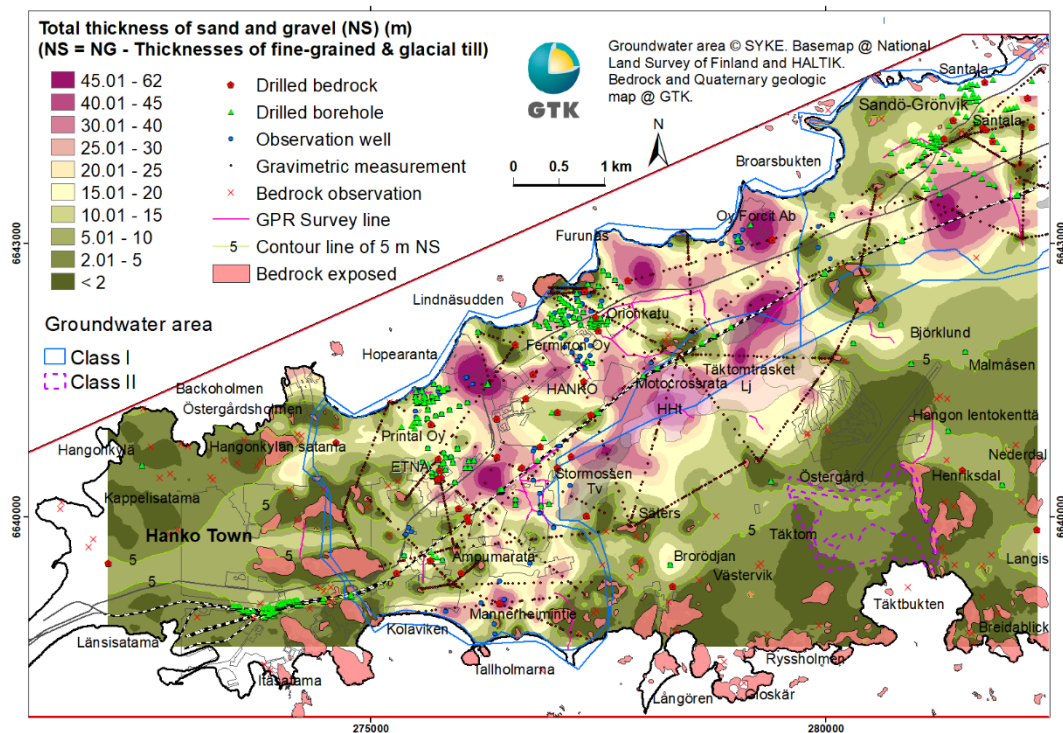 Total thickness of sand and gravel (NS) (m)
(NS = NG - Thicknesses of fine-grained & glacial till)
45.01 - 62
40.01 - 45
30.01 - 40
25.01 - 30
20.01 - 25
15.01 - 20
10.01 - 15
5.01 - 10
2.01 - 5
< 2
Drilled bedrock
Drilled borehole
Observation well
Gravimetric measurement
Bedrock observation
GPR Survey line
5 Contour line of 5 m NS
Bedrock exposed
Groundwater area
Class I
Class II
GTK
Groundwater area © SYKE. Basemap @ National
Land Survey of Finland and HALTIK.
Bedrock and Quaternary geologic
map @ GTK.
N
0 0.5 1 km
Santala
Sandö-Grönvik
Santala
Broarsbukten
Oy Forcit Ab
Furunäs
6643000
6643000
Lindnäsudden
Orionkatu
Fermirron Oy
Hopearanta
Björklund
5
Malmåsen
Täktomträsket
Lj
Motocrossrata
HANKO
HHt
Backoholmen
Östergårdsholmen
Hangon lentokenttä
Printal Oy
Hangonkylä
Hangonkylän satama
Nederdal
ETNA
Stormossen
Tv
Östergård
Henriksdal
Kappelisatama
5
Säters
6640000
6640000
Hanko Town
5
Täktom
Ampumarata
Brorödjan
Västervik
Langis
5
5
Täktbukten
Mannerheimintie
Länsisatama
Kolaviken
Breidablick
Tallholmarna
Ryssholmen
Itäsatama
Långören
Gloskär
275000
280000